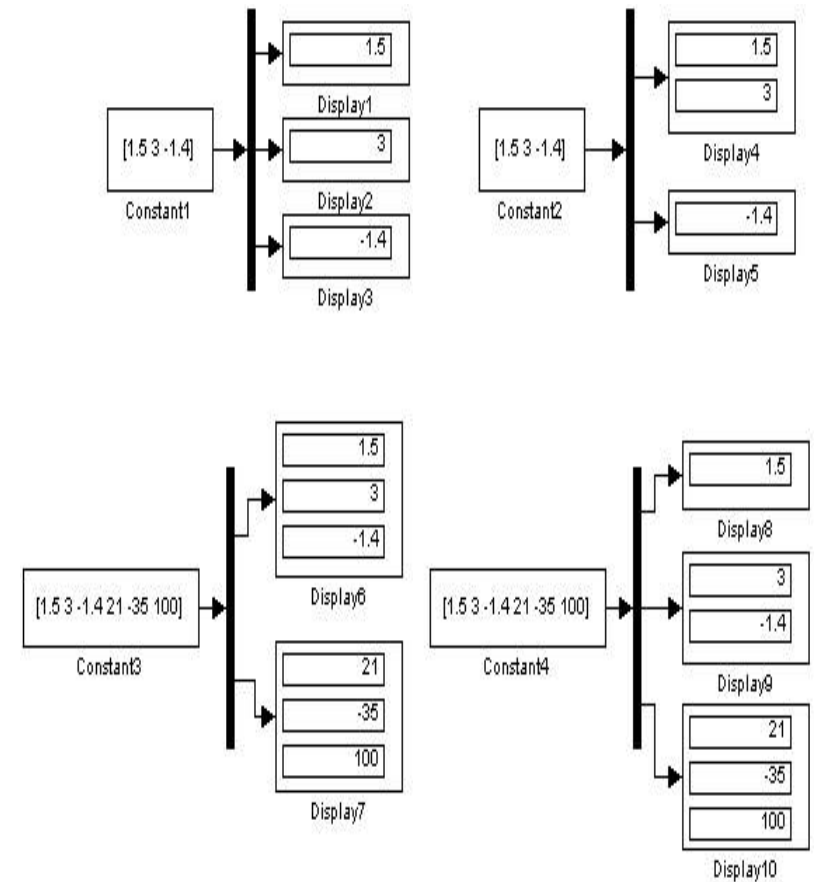 [1.5 3 -1.4]
Constant1
1.5
Display1
3
Display2
-1.4
Display3
[1.5 3 -1.4]
Constant2
1.5
3
Display4
-1.4
Display5
[1.5 3 -1.4 21 -35 100]
Constant3
1.5
3
-1.4
Display6
21
-35
100
Display7
[1.5 3 -1.4 21 -35 100]
Constant4
1.5
Display8
3
-1.4
Display9
21
-35
100
Display10